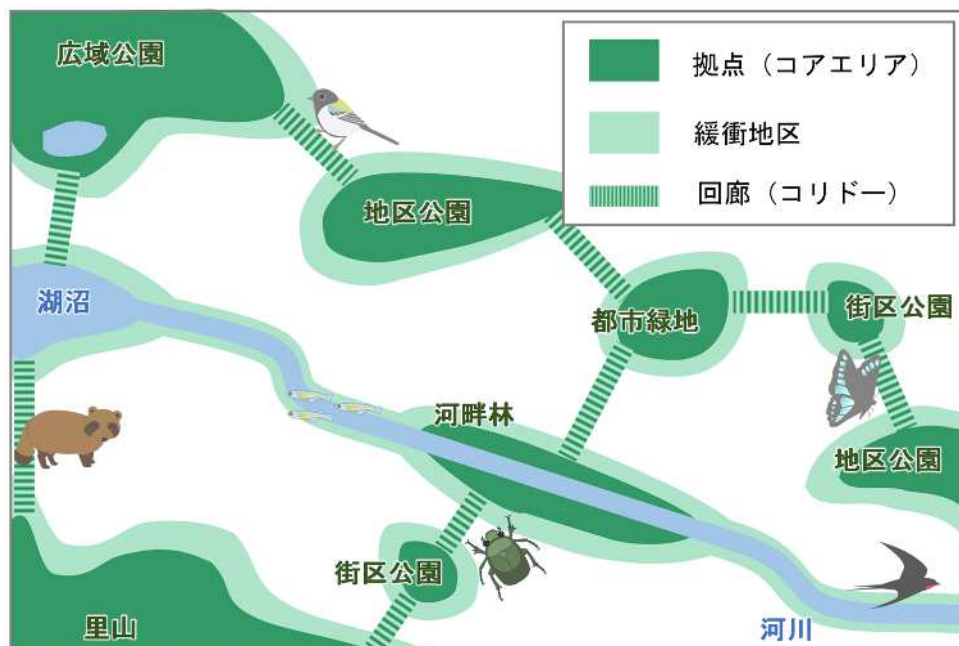 広域公園
拠点（コアエリア）
緩衝地区
回廊（コリドー）
地区公園
湖沼
都市緑地
街区公園
河畔林
地区公園
街区公園
里山
河川